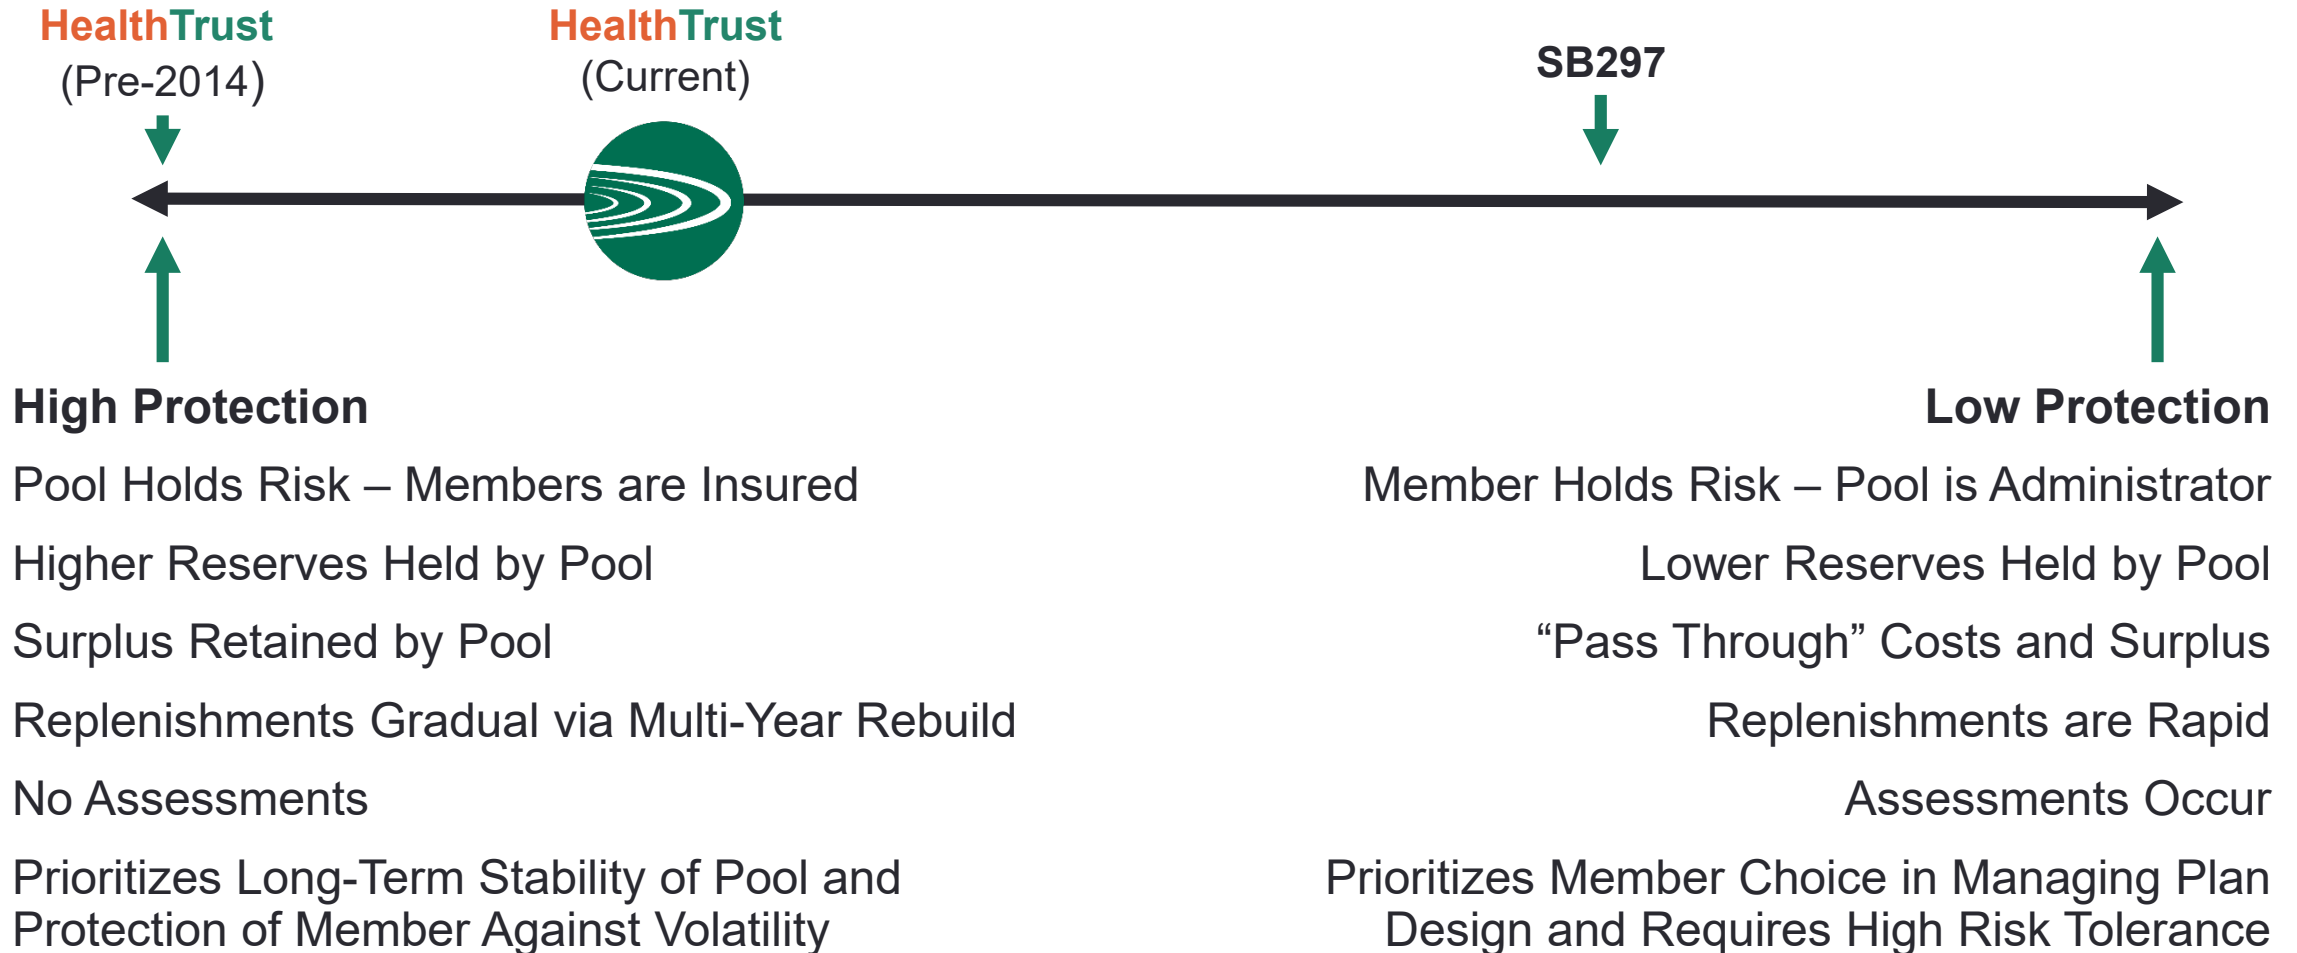 HealthTrust
(Pre-2014)
HealthTrust
(Current)
SB297
High Protection
Pool Holds Risk – Members are Insured
Higher Reserves Held by Pool
Surplus Retained by Pool
Replenishments Gradual via Multi-Year Rebuild
No Assessments
Prioritizes Long-Term Stability of Pool and
Protection of Member Against Volatility
Low Protection
Member Holds Risk – Pool is Administrator
Lower Reserves Held by Pool
“Pass Through” Costs and Surplus
Replenishments are Rapid
Assessments Occur
Prioritizes Member Choice in Managing Plan
Design and Requires High Risk Tolerance